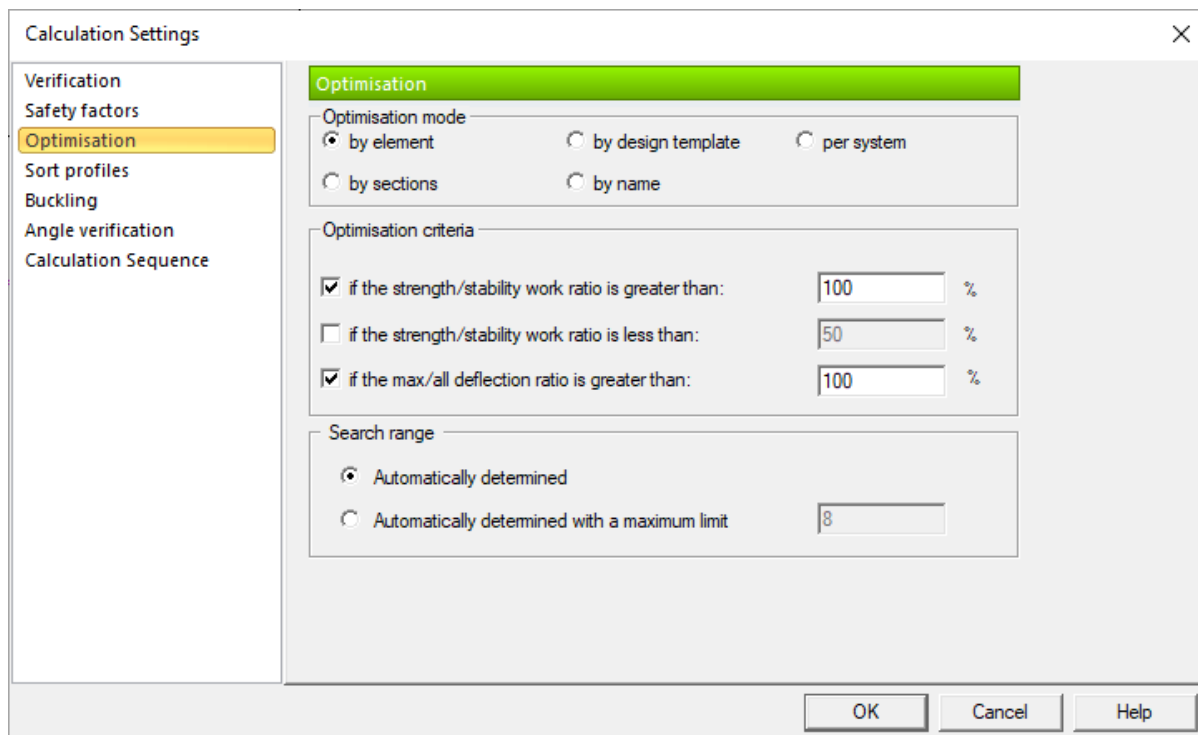 Calculation Settings
Verification
Safety factors
Optimisation
Sort profiles
Buckling
Angle verification
Calculation Sequence
Optimisation
Optimisation mode
by element by design template per system
by sections by name
Optimisation criteria
if the strength/stability work ratio is greater than: 100 %
if the strength/stability work ratio is less than: 50 %
if the max/all deflection ratio is greater than: 100 %
Search range
Automatically determined
Automatically determined with a maximum limit 8
OK Cancel Help